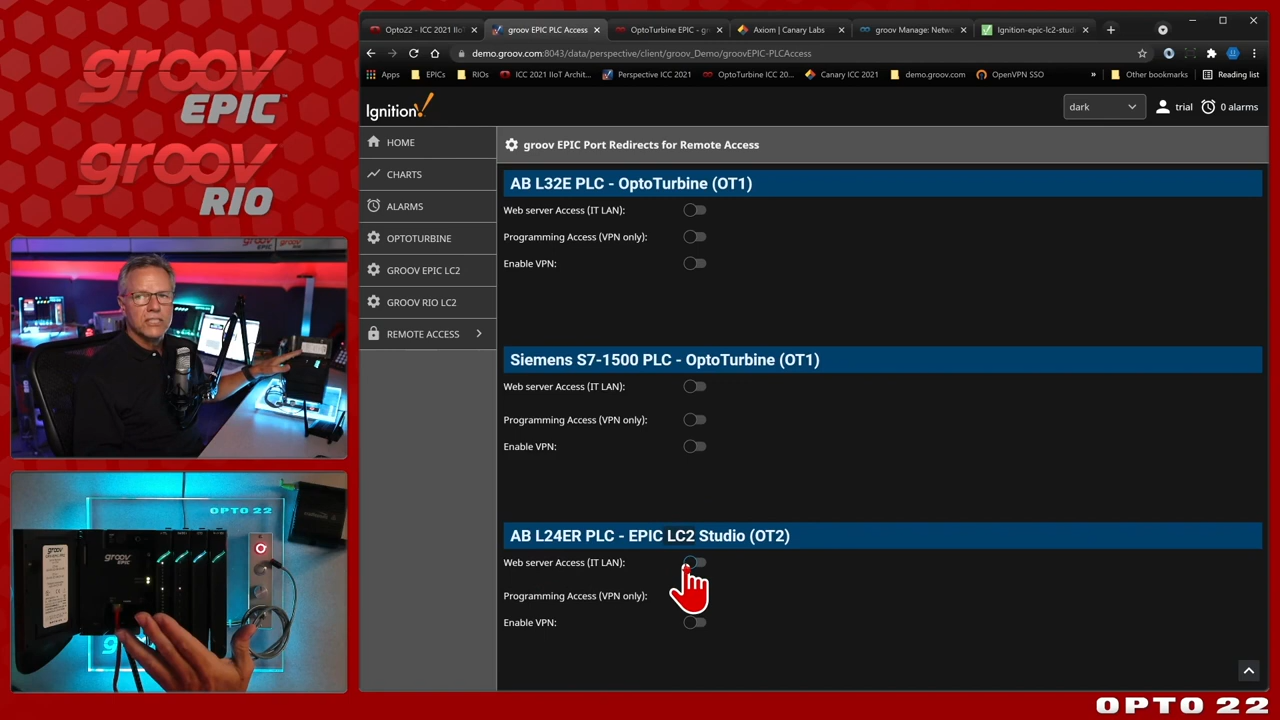 groov
EPIC™
groov
RIO
Opto22 - ICC 2021 IIoT
groov EPIC PLC Access
OptoTurbine EPIC - gr
Axiom | Canary Labs
groov Manage: Netw
Ignition-epic-lc2-studi
demo.groov.com:8043/data/perspective/client/groov_Demo/groovEPIC-PLCAccess
Apps
EPICs
RIOs
ICC 2021 IIoT Archit...
Perspective ICC 2021
OptoTurbine ICC 20...
Canary ICC 2021
demo.groov.com
OpenVPN SSO
»
Other bookmarks
Reading list
Ignition!
dark
trial
0 alarms
HOME
CHARTS
ALARMS
OPTOTURBINE
GROOV EPIC LC2
GROOV RIO LC2
REMOTE ACCESS
groov EPIC Port Redirects for Remote Access
AB L32E PLC - OptoTurbine (OT1)
Web server Access (IT LAN):
Programming Access (VPN only):
Enable VPN:
Siemens S7-1500 PLC - OptoTurbine (OT1)
Web server Access (IT LAN):
Programming Access (VPN only):
Enable VPN:
AB L24ER PLC - EPIC LC2 Studio (OT2)
Web server Access (IT LAN):
Programming Access (VPN only):
Enable VPN:
OPTO 22
groov
EPIC
OPTO 22